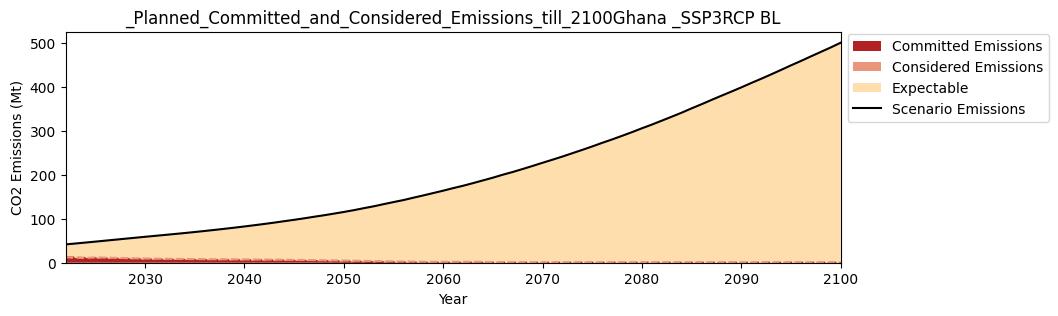 _Planned_Committed_and_Considered_Emissions_till_2100Ghana _SSP3RCP BL
CO2 Emissions (Mt)
500
400
300
200
100
0
2030 2040 2050 2060 2070 2080 2090 2100
Year
Committed Emissions
Considered Emissions
Expectable
Scenario Emissions